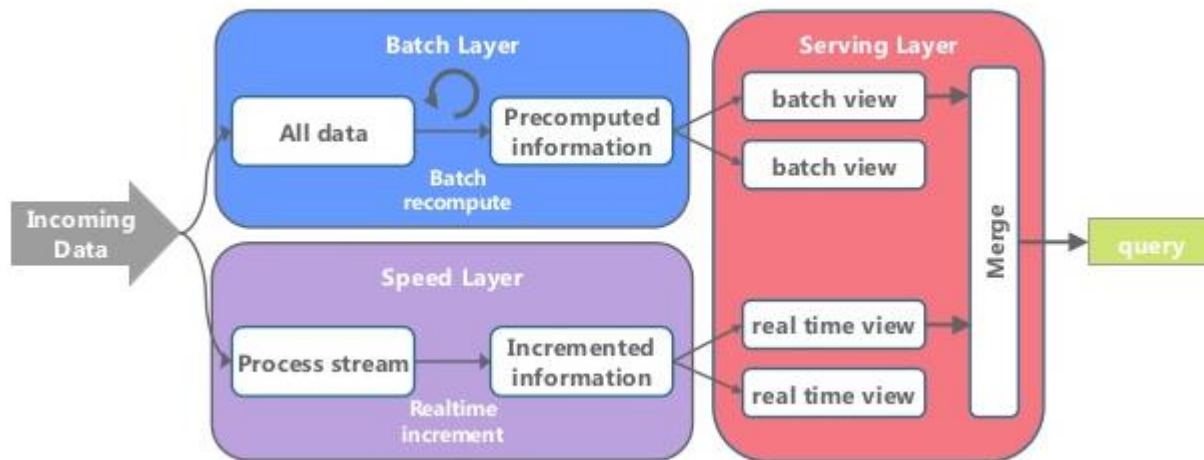 Batch Layer
Serving Layer
All data
Precomputed
information
Batch
recompute
batch view
batch view
Incoming
Data
Speed Layer
Process stream
Incremented
information
Realtime
increment
real time view
real time view
Merge
query